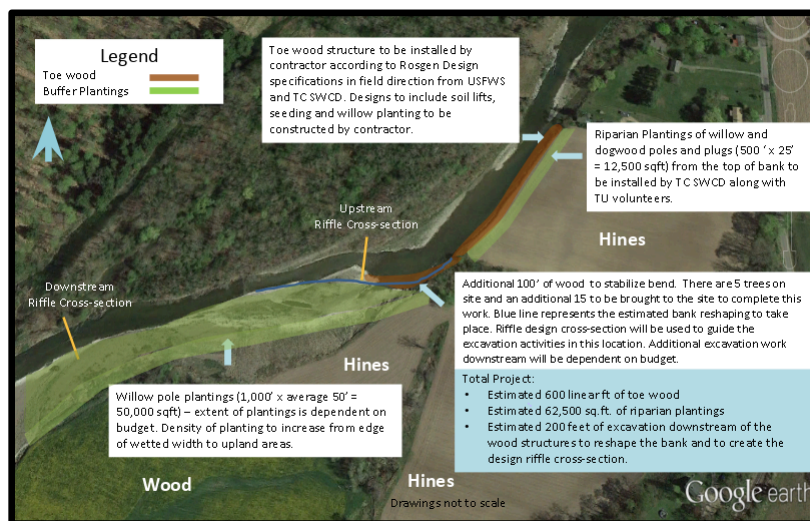 Legend
Toe wood
Buffer Plantings
Toe wood structure to be installed by
contractor according to Rosgen Design
specifications in field direction from USFWS
and TC SWCD. Designs to include soil lifts,
seeding and willow planting to be
constructed by contractor.
Riparian Plantings of willow and
dogwood poles and plugs (500 ' x 25'
= 12,500 sqft) from the top of bank to
be installed by TC SWCD along with
TU volunteers.
Hines
Upstream
Riffle Cross-section
Downstream
Riffle Cross-section
Additional 100' of wood to stabilize bend. There are 5 trees on
site and an additional 15 to be brought to the site to complete this
work. Blue line represents the estimated bank reshaping to take
place. Riffle design cross-section will be used to guide the
excavation activities in this location. Additional excavation work
downstream will be dependent on budget.
Hines
Willow pole plantings (1,000' x average 50' =
50,000 sqft) – extent of plantings is dependent on
budget. Density of planting to increase from edge
of wetted width to upland areas.
Total Project:
• Estimated 600 linear ft of toe wood
• Estimated 62,500 sq.ft. of riparian plantings
• Estimated 200 feet of excavation downstream of the
wood structures to reshape the bank and to create the
design riffle cross-section.
Wood
Hines
Drawings not to scale
Google earth